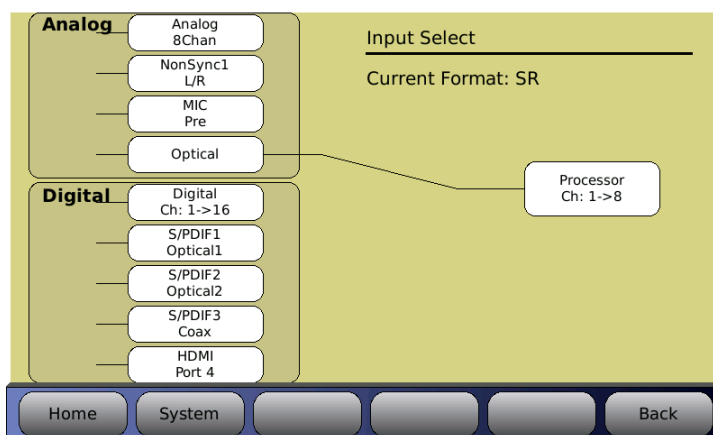 Analog
Analog
8Chan
NonSync1
L/R
MIC
Pre
Optical
Digital
Digital
Ch: 1->16
S/PDIF1
Optical1
S/PDIF2
Optical2
S/PDIF3
Coax
HDMI
Port 4
Input Select
Current Format: SR
Processor
Ch: 1->8
Home
System
Back